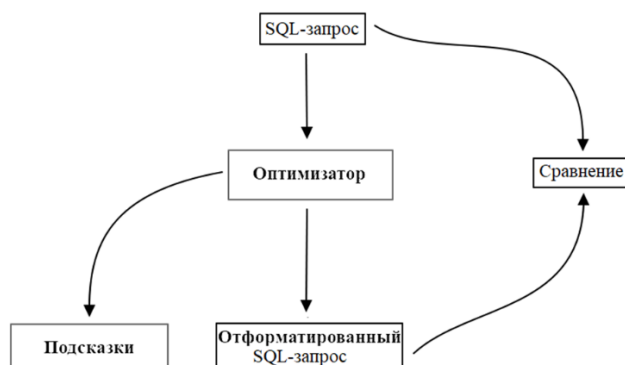 SQL-запрос
Оптимизатор
Сравнение
Подсказки
Отформатированный
SQL-запрос